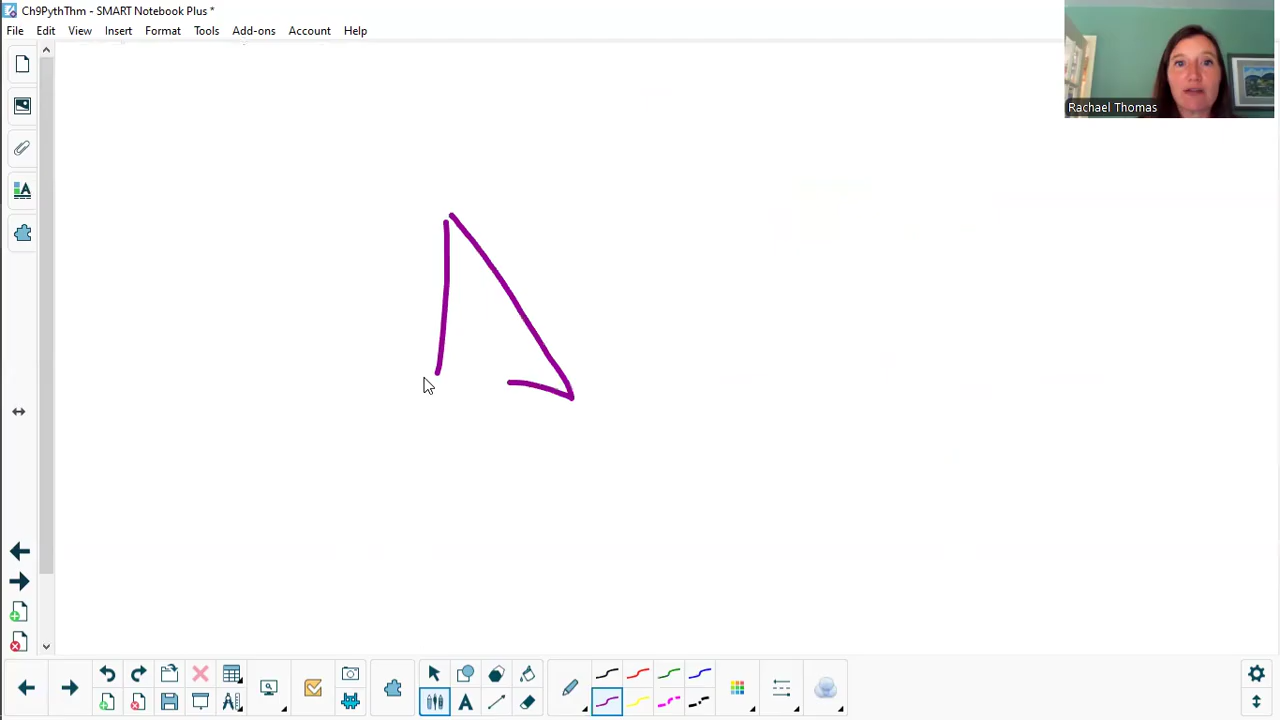 Ch9PythThm - SMART Notebook Plus *
File Edit View Insert Format Tools Add-ons Account Help
Rachael Thomas